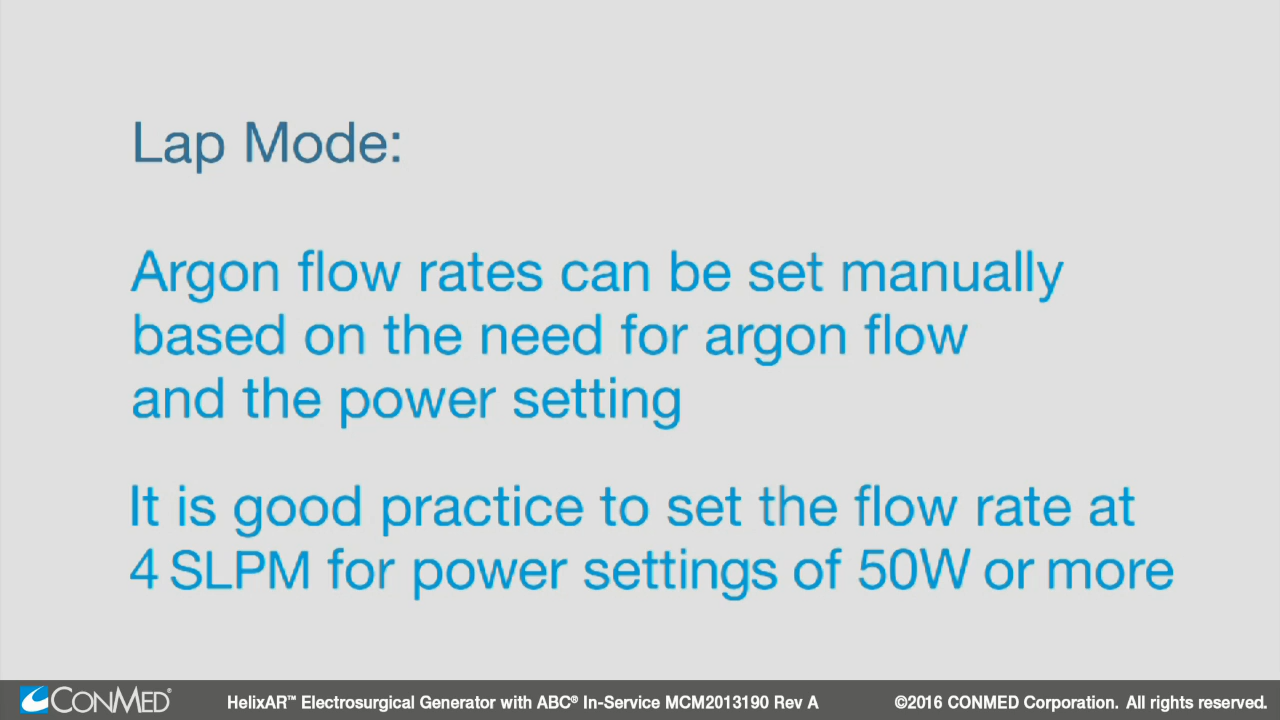 Lap Mode:
Argon flow rates can be set manually
based on the need for argon flow
and the power setting
It is good practice to set the flow rate at
4 SLPM for power settings of 50W or more
CONMED® HelixAR™ Electrosurgical Generator with ABC® In-Service MCM2013190 Rev A ©2016 CONMED Corporation. All rights reserved.